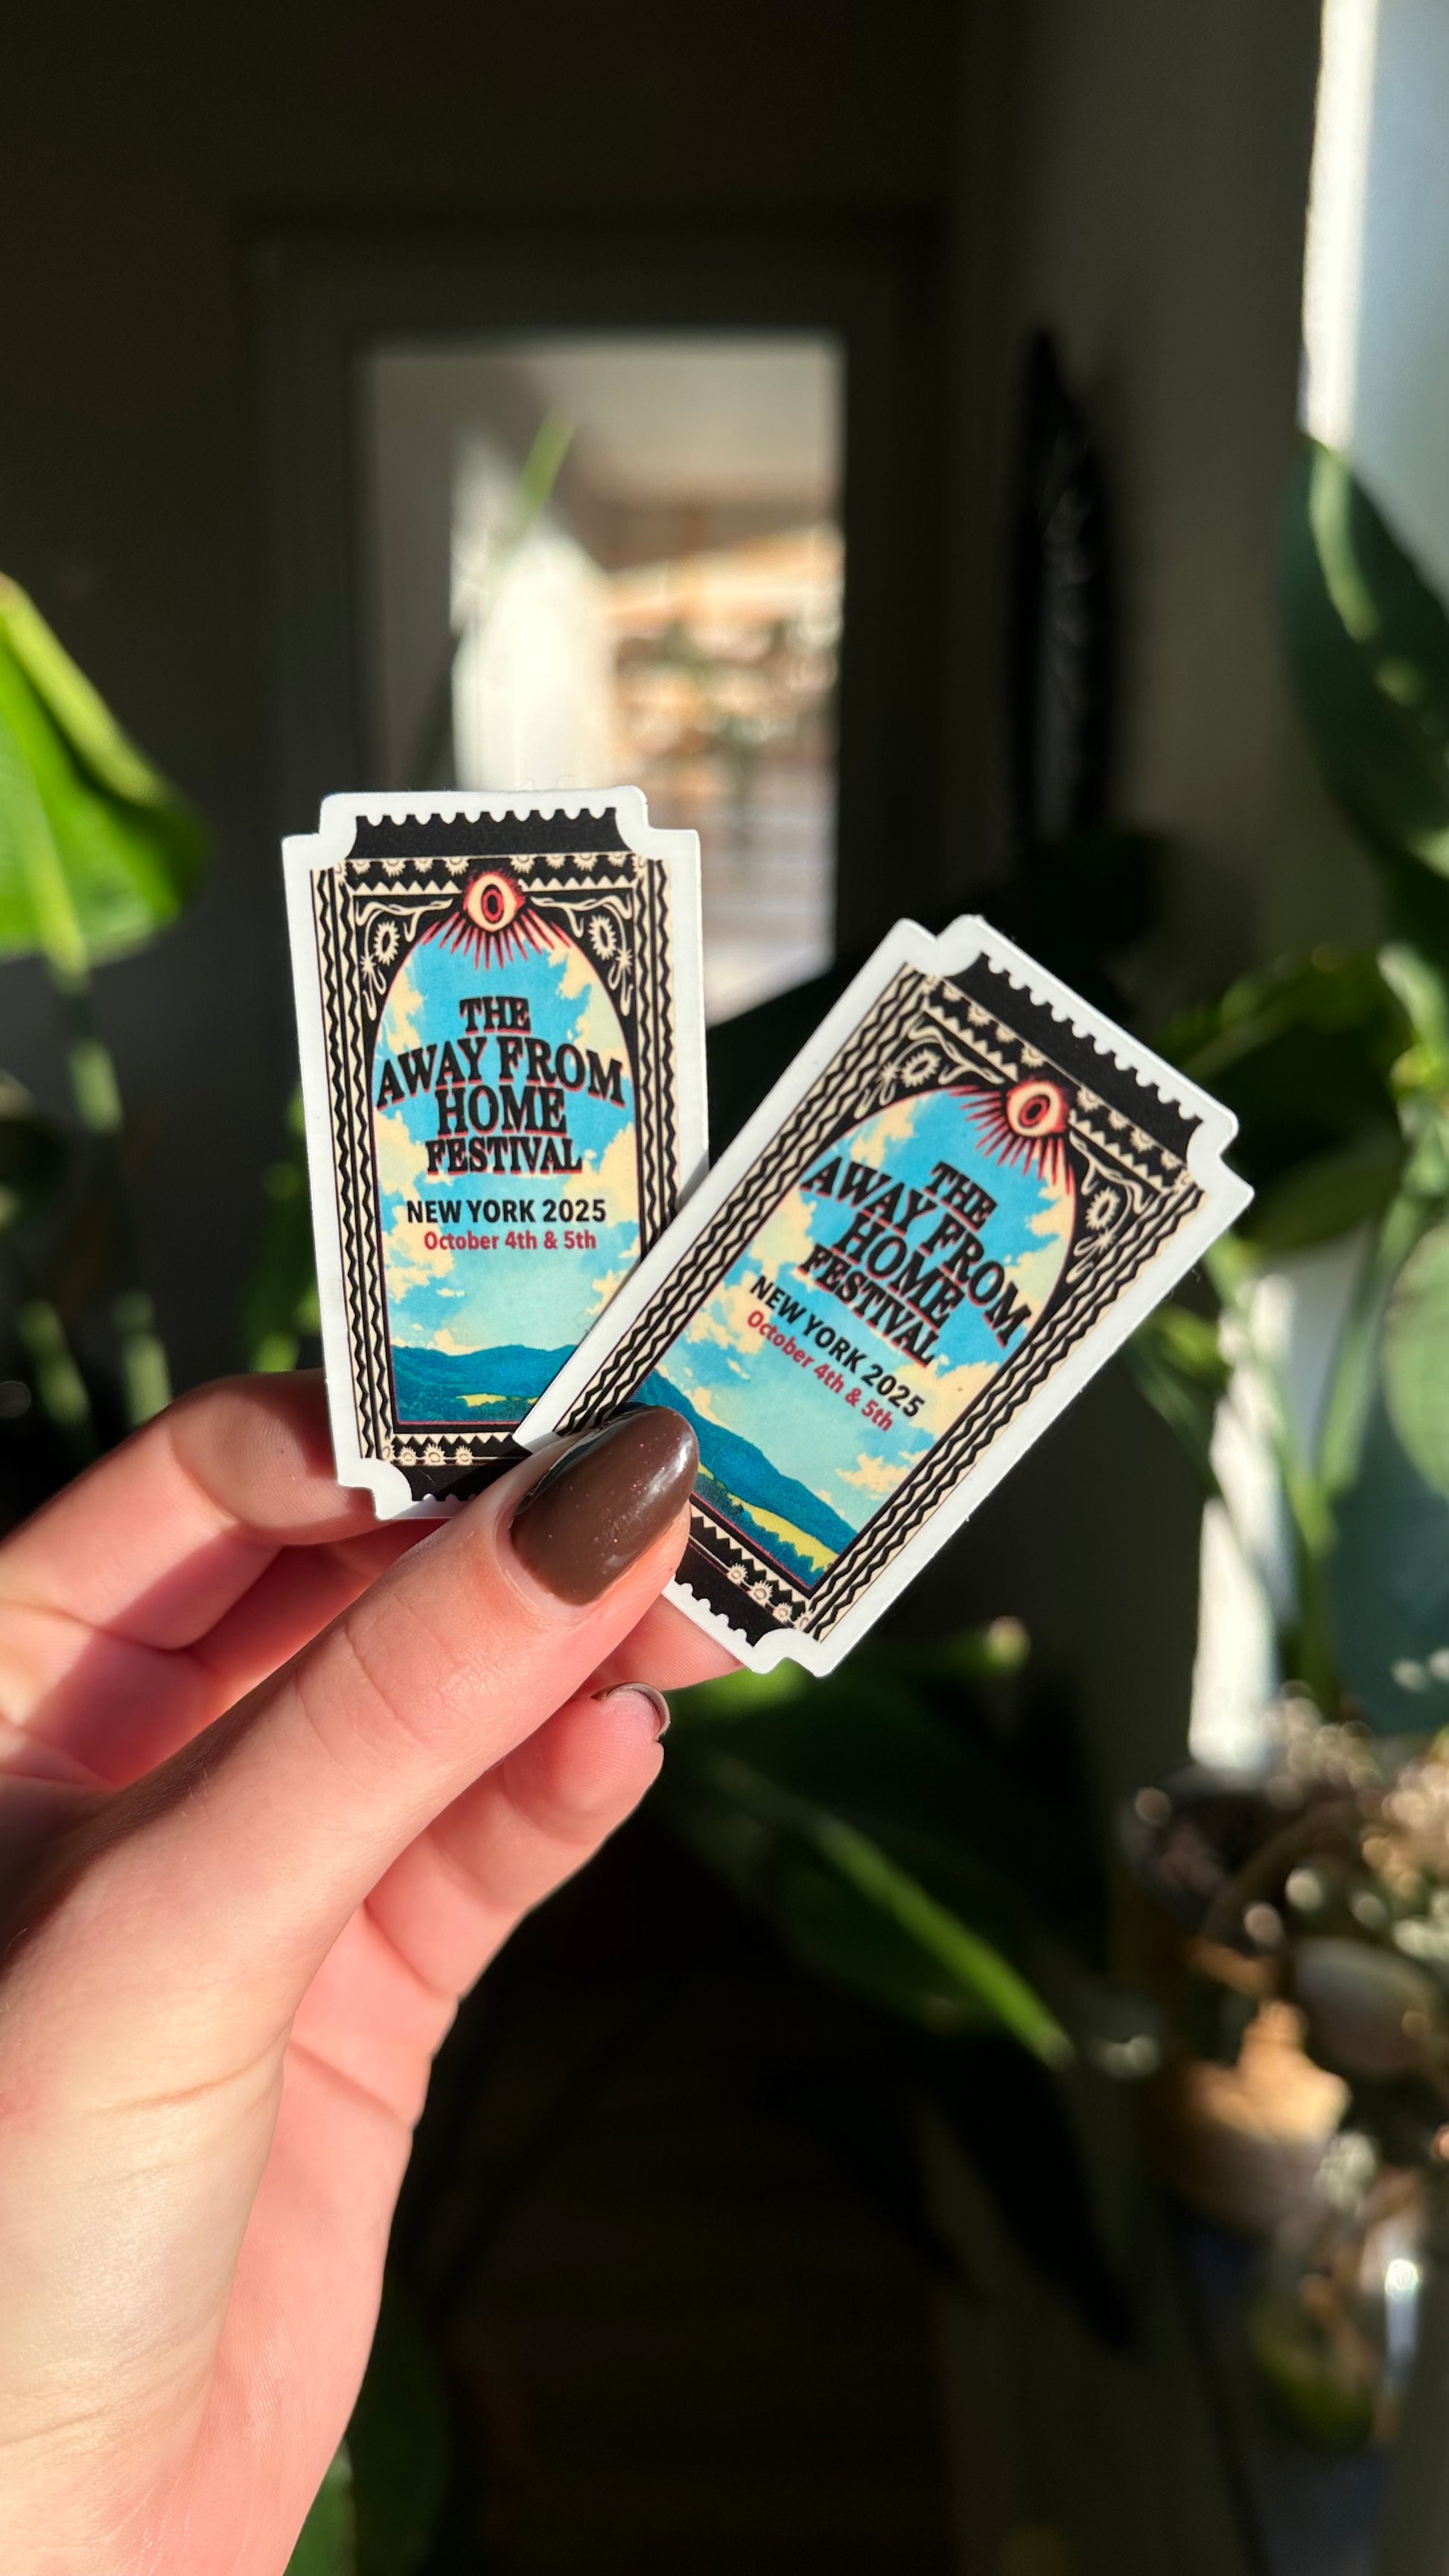 THE
AWAY FROM
HOME
FESTIVAL
NEW YORK 2025
October 4th & 5th
THE
AWAY FROM
HOME
FESTIVAL
NEW YORK 2025
October 4th & 5th